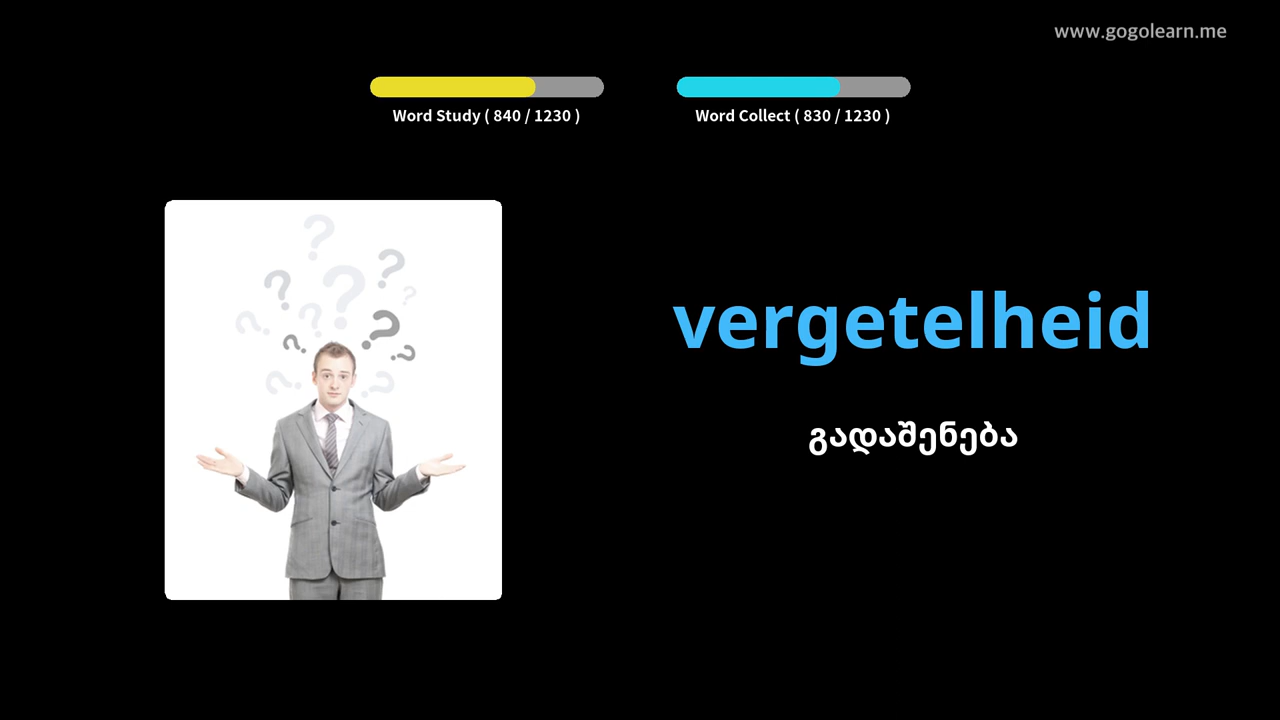 www.gogolearn.me
Word Study ( 840 / 1230 )
Word Collect ( 830 / 1230 )
vergetelheid
გადაშენება